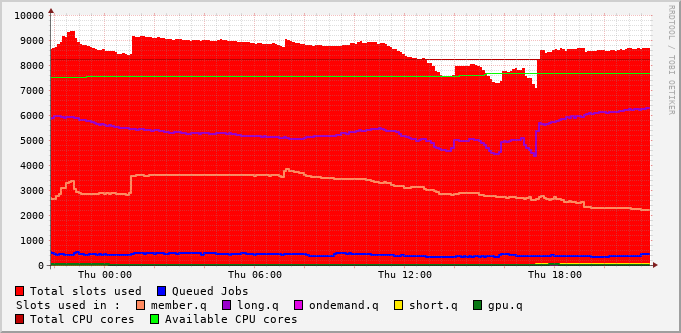 10000
9000
8000
7000
6000
5000
4000
3000
2000
1000
0
Thu 00:00 Thu 06:00 Thu 12:00 Thu 18:00
Total slots used Queued Jobs
Slots used in : member.q long.q ondemand.q short.q gpu.q
Total CPU cores Available CPU cores
RRDTOOL / TOBI OETIKER